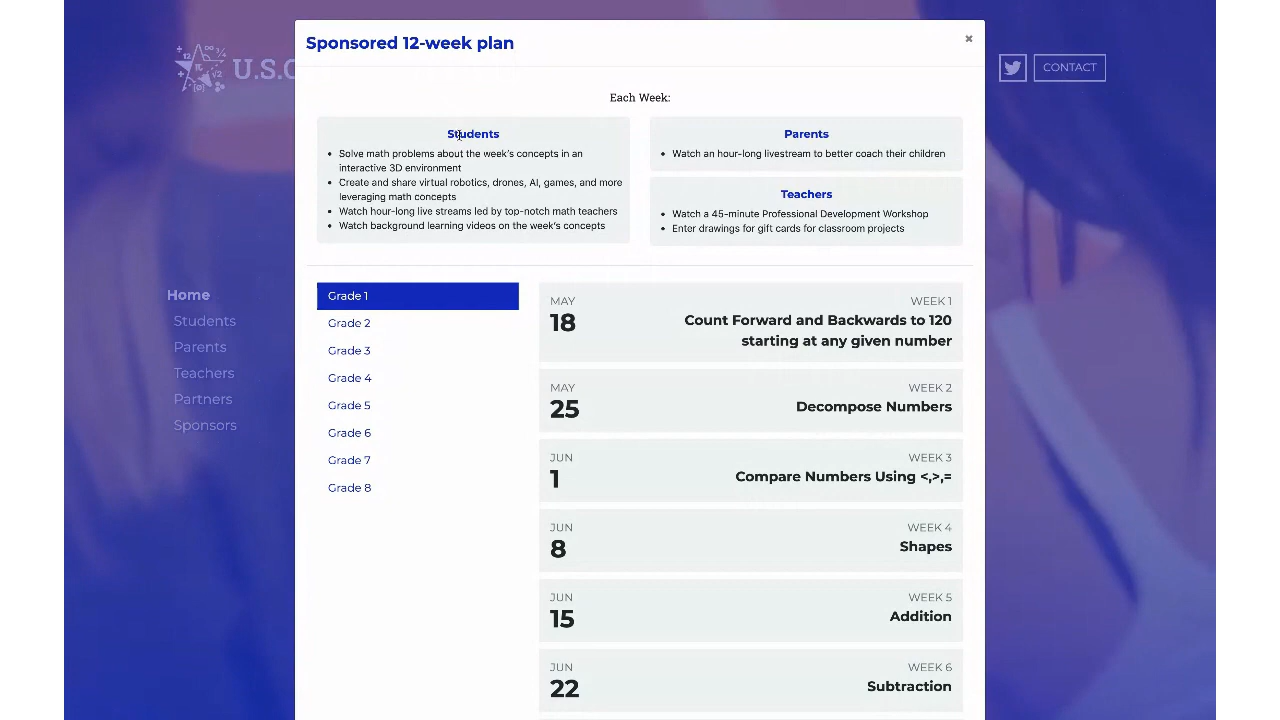 Sponsored 12-week plan
×
U.S.
CONTACT
Each Week:
Students
• Solve math problems about the week's concepts in an
interactive 3D environment
• Create and share virtual robotics, drones, AI, games, and more
leveraging math concepts
• Watch hour-long live streams led by top-notch math teachers
• Watch background learning videos on the week's concepts
Parents
• Watch an hour-long livestream to better coach their children
Teachers
• Watch a 45-minute Professional Development Workshop
• Enter drawings for gift cards for classroom projects
Home
Students
Parents
Teachers
Partners
Sponsors
Grade 1
Grade 2
Grade 3
Grade 4
Grade 5
Grade 6
Grade 7
Grade 8
MAY WEEK 1
18 Count Forward and Backwards to 120
starting at any given number
MAY WEEK 2
25 Decompose Numbers
JUN WEEK 3
1 Compare Numbers Using <,>,=
JUN WEEK 4
8 Shapes
JUN WEEK 5
15 Addition
JUN WEEK 6
22 Subtraction